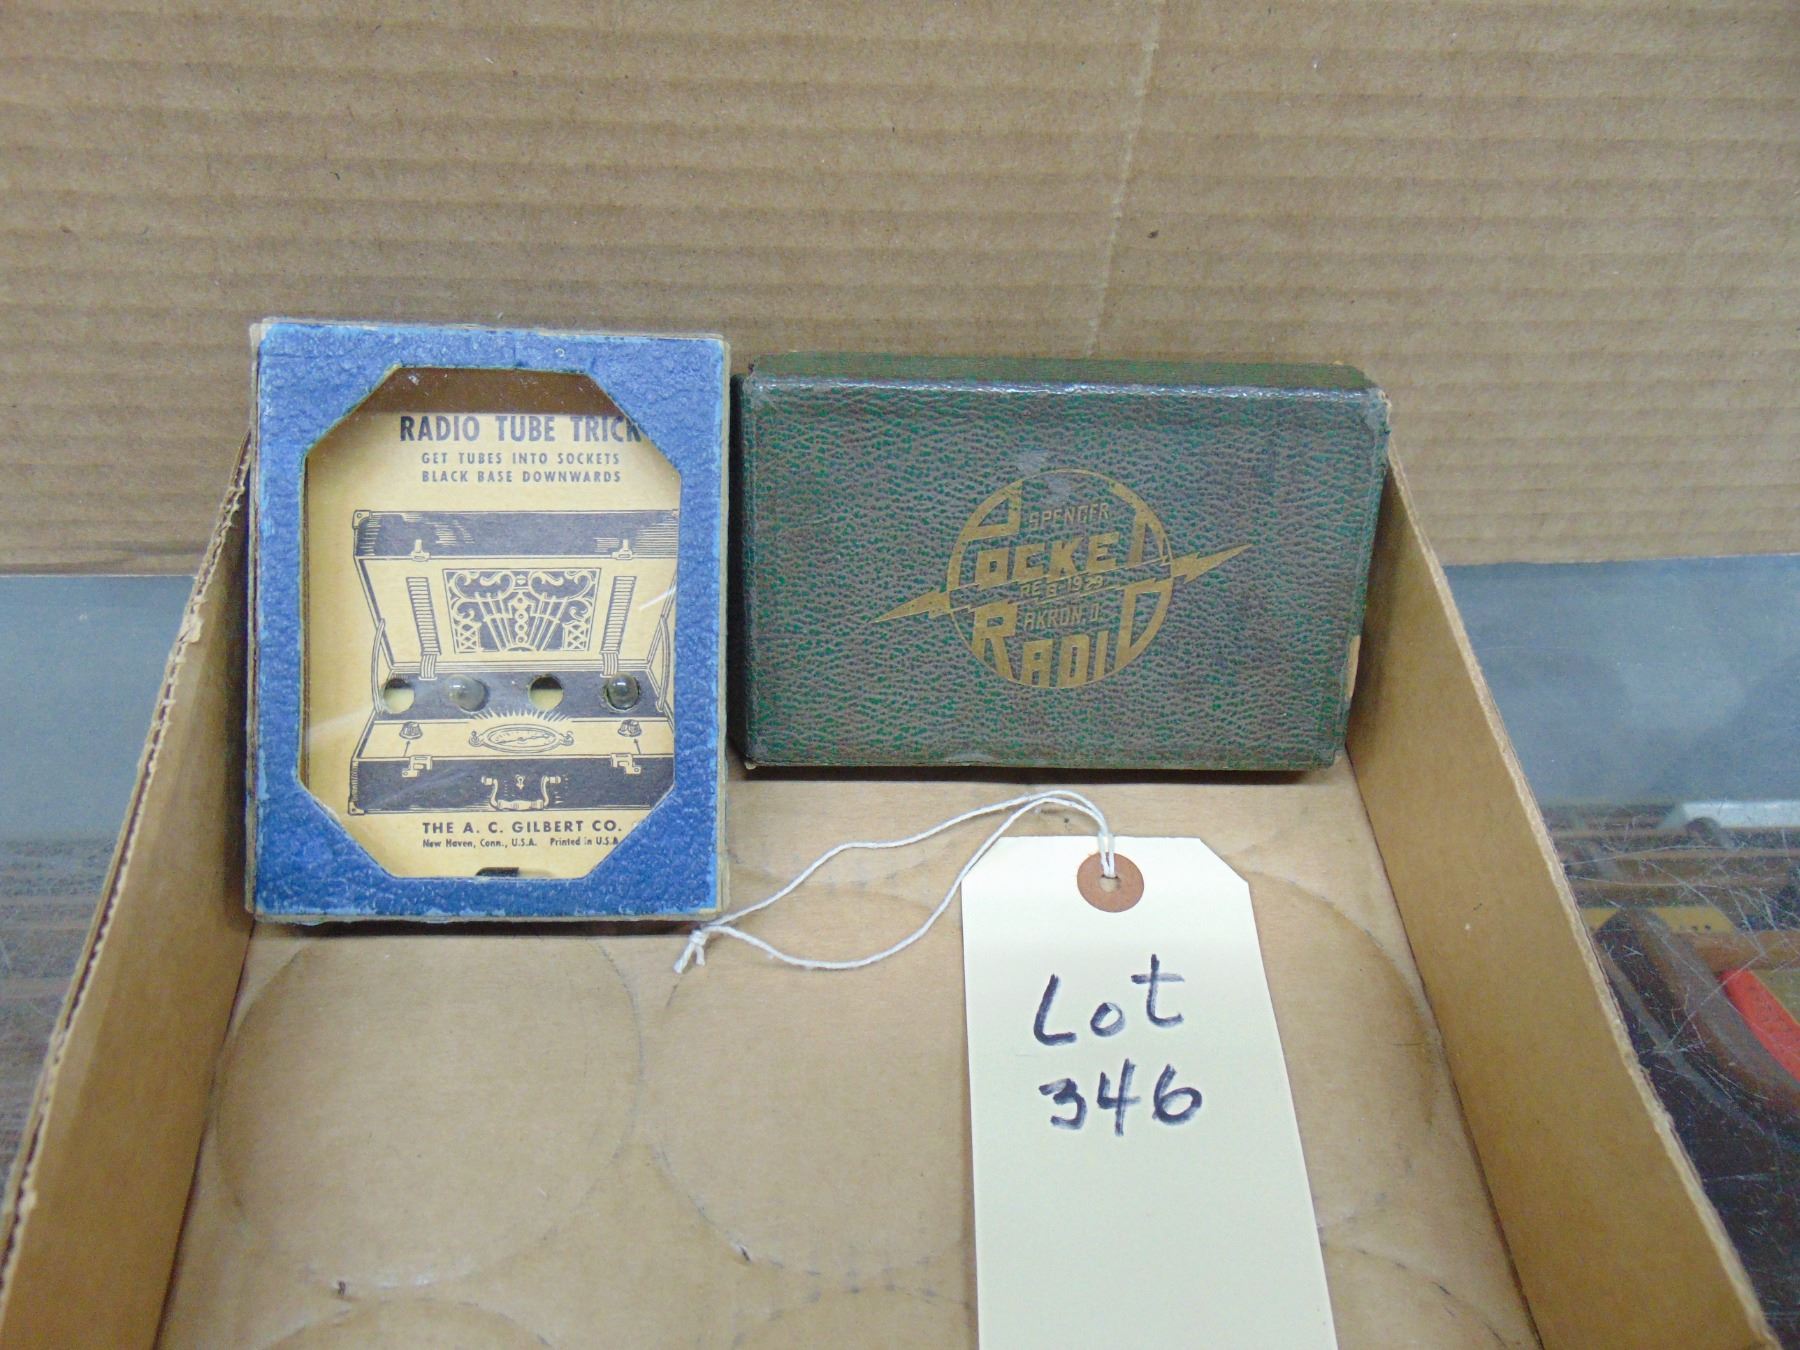 RADIO TUBE TRICK
GET TUBES INTO SOCKETS
BLACK BASE DOWNWARDS
THE A. C. GILBERT CO.
New Haven, Conn., U.S.A. Printed in U.S.A.
SPENCER
POCKET
REG 1929
AKRON, O.
RADIO
Lot
346